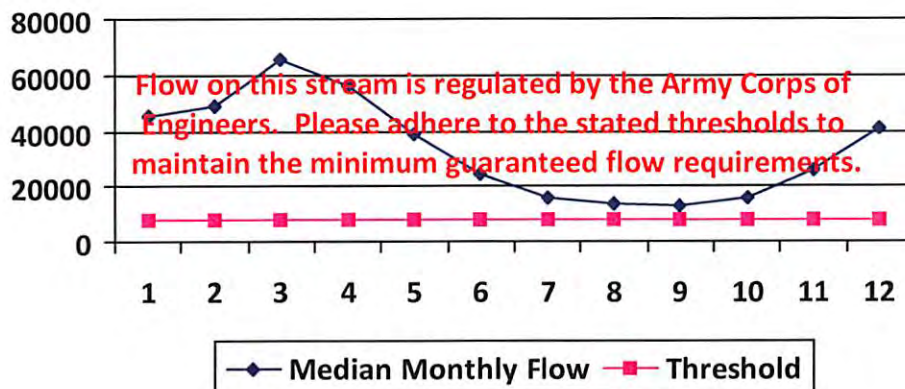 80000
60000
40000
20000
0
Flow on this stream is regulated by the Army Corps of
Engineers. Please adhere to the stated thresholds to
maintain the minimum guaranteed flow requirements.
1 2 3 4 5 6 7 8 9 10 11 12
Median Monthly Flow Threshold